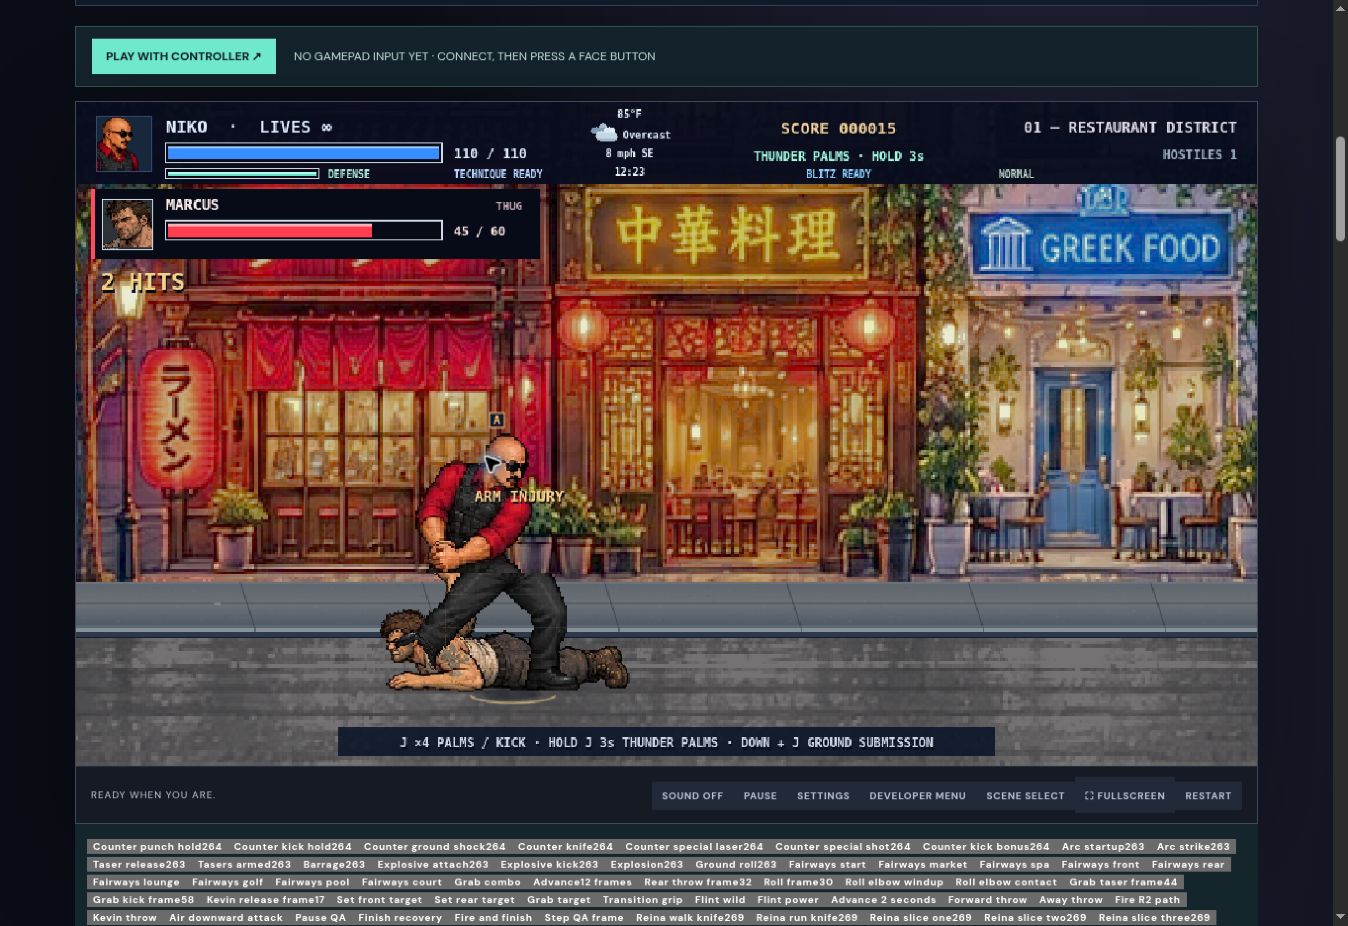 PLAY WITH CONTROLLER ↗
NO GAMEPAD INPUT YET · CONNECT, THEN PRESS A FACE BUTTON
NIKO · LIVES ∞
110 / 110
DEFENSE
TECHNIQUE READY
85°F
Overcast
8 mph SE
12:23
SCORE 000015
THUNDER PALMS · HOLD 3s
BLITZ READY
01 — RESTAURANT DISTRICT
HOSTILES 1
NORMAL
MARCUS
THUG
45 / 60
2 HITS
中華料理
GREEK FOOD
ラーメン
A
ARM INJURY
J ×4 PALMS / KICK · HOLD J 3s THUNDER PALMS · DOWN + J GROUND SUBMISSION
READY WHEN YOU ARE.
SOUND OFF
PAUSE
SETTINGS
DEVELOPER MENU
SCENE SELECT
FULLSCREEN
RESTART
Counter punch hold264 Counter kick hold264 Counter ground shock264 Counter knife264 Counter special laser264 Counter special shot264 Counter kick bonus264 Arc startup263 Arc strike263
Taser release263 Tasers armed263 Barrage263 Explosive attach263 Explosive kick263 Explosion263 Ground roll263 Fairways start Fairways market Fairways spa Fairways front Fairways rear
Fairways lounge Fairways golf Fairways pool Fairways court Grab combo Advance12 frames Rear throw frame32 Roll frame30 Roll elbow windup Roll elbow contact Grab taser frame44
Grab kick frame58 Kevin release frame17 Set front target Set rear target Grab target Transition grip Flint wild Flint power Advance 2 seconds Forward throw Away throw Fire R2 path
Kevin throw Air downward attack Pause QA Finish recovery Fire and finish Step QA frame Reina walk knife269 Reina run knife269 Reina slice one269 Reina slice two269 Reina slice three269